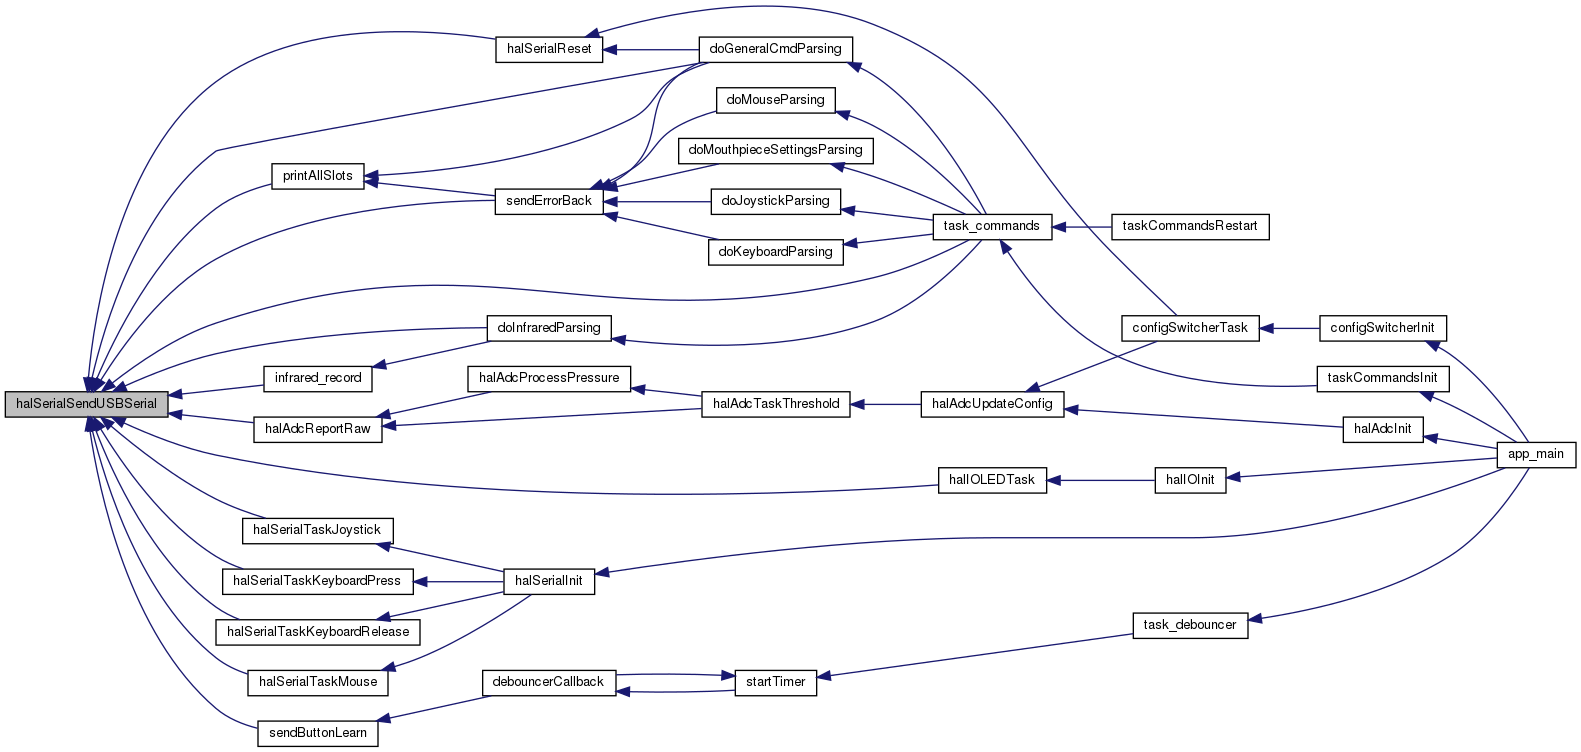 halSerialReset
doGeneralCmdParsing
doMouseParsing
doMouthpieceSettingsParsing
printAllSlots
sendErrorBack
doJoystickParsing
task_commands
taskCommandsRestart
doKeyboardParsing
doInfraredParsing
configSwitcherTask
configSwitcherInit
infrared_record
halAdcProcessPressure
taskCommandsInit
halSerialSendUSBSerial
halAdcTaskThreshold
halAdcUpdateConfig
halAdcReportRaw
halAdcInit
app_main
halIOLEDTask
halIOInit
halSerialTaskJoystick
halSerialTaskKeyboardPress
halSerialInit
halSerialTaskKeyboardRelease
task_debouncer
halSerialTaskMouse
debouncerCallback
startTimer
sendButtonLearn